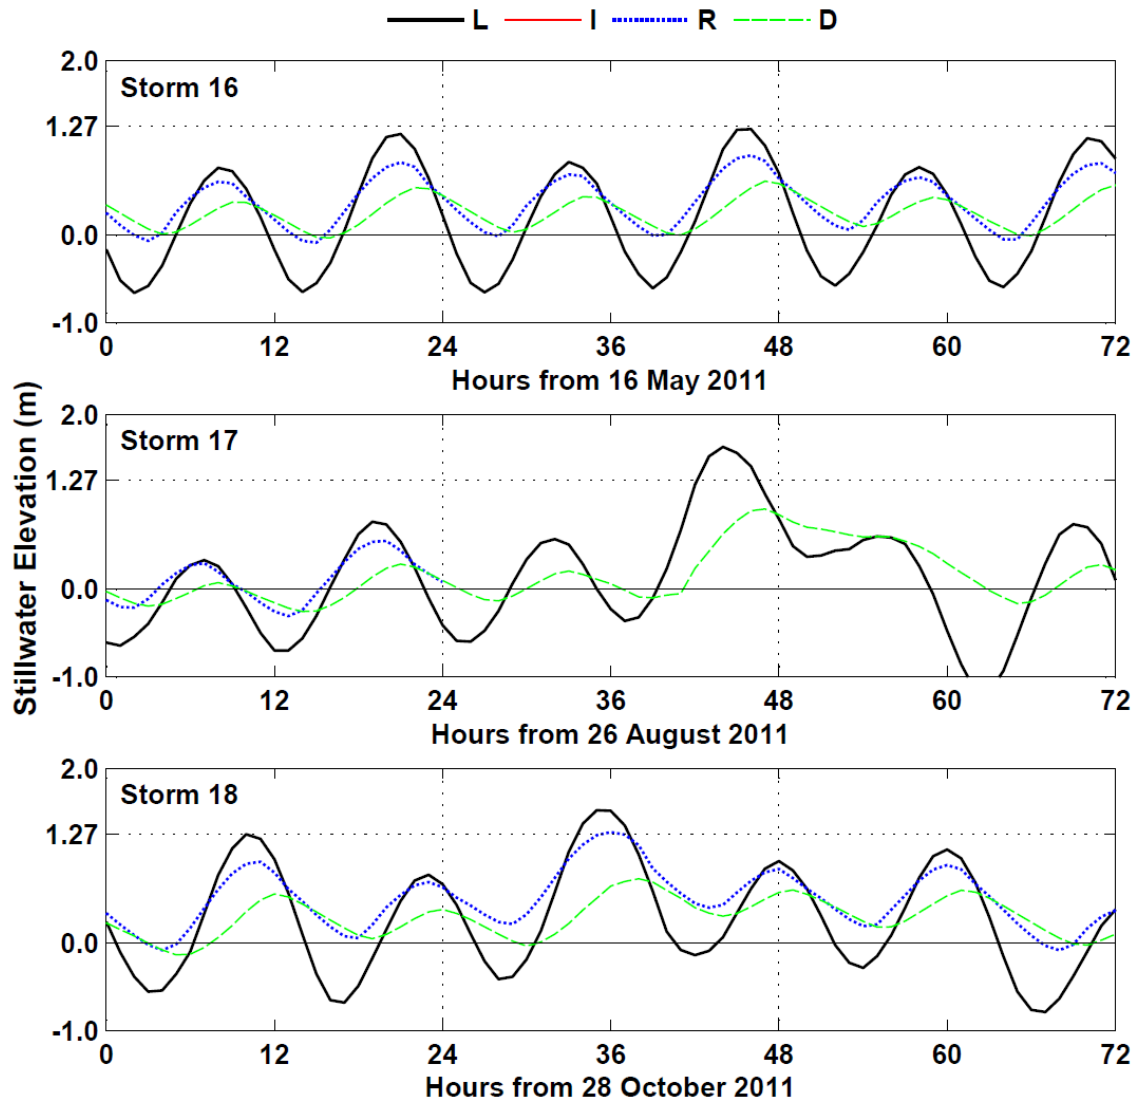 L I R D
2.0
Storm 16
1.27
0.0
-1.0
0 12 24 36 48 60 72
Hours from 16 May 2011
Stillwater Elevation (m)
2.0
Storm 17
1.27
0.0
-1.0
0 12 24 36 48 60 72
Hours from 26 August 2011
2.0
Storm 18
1.27
0.0
-1.0
0 12 24 36 48 60 72
Hours from 28 October 2011